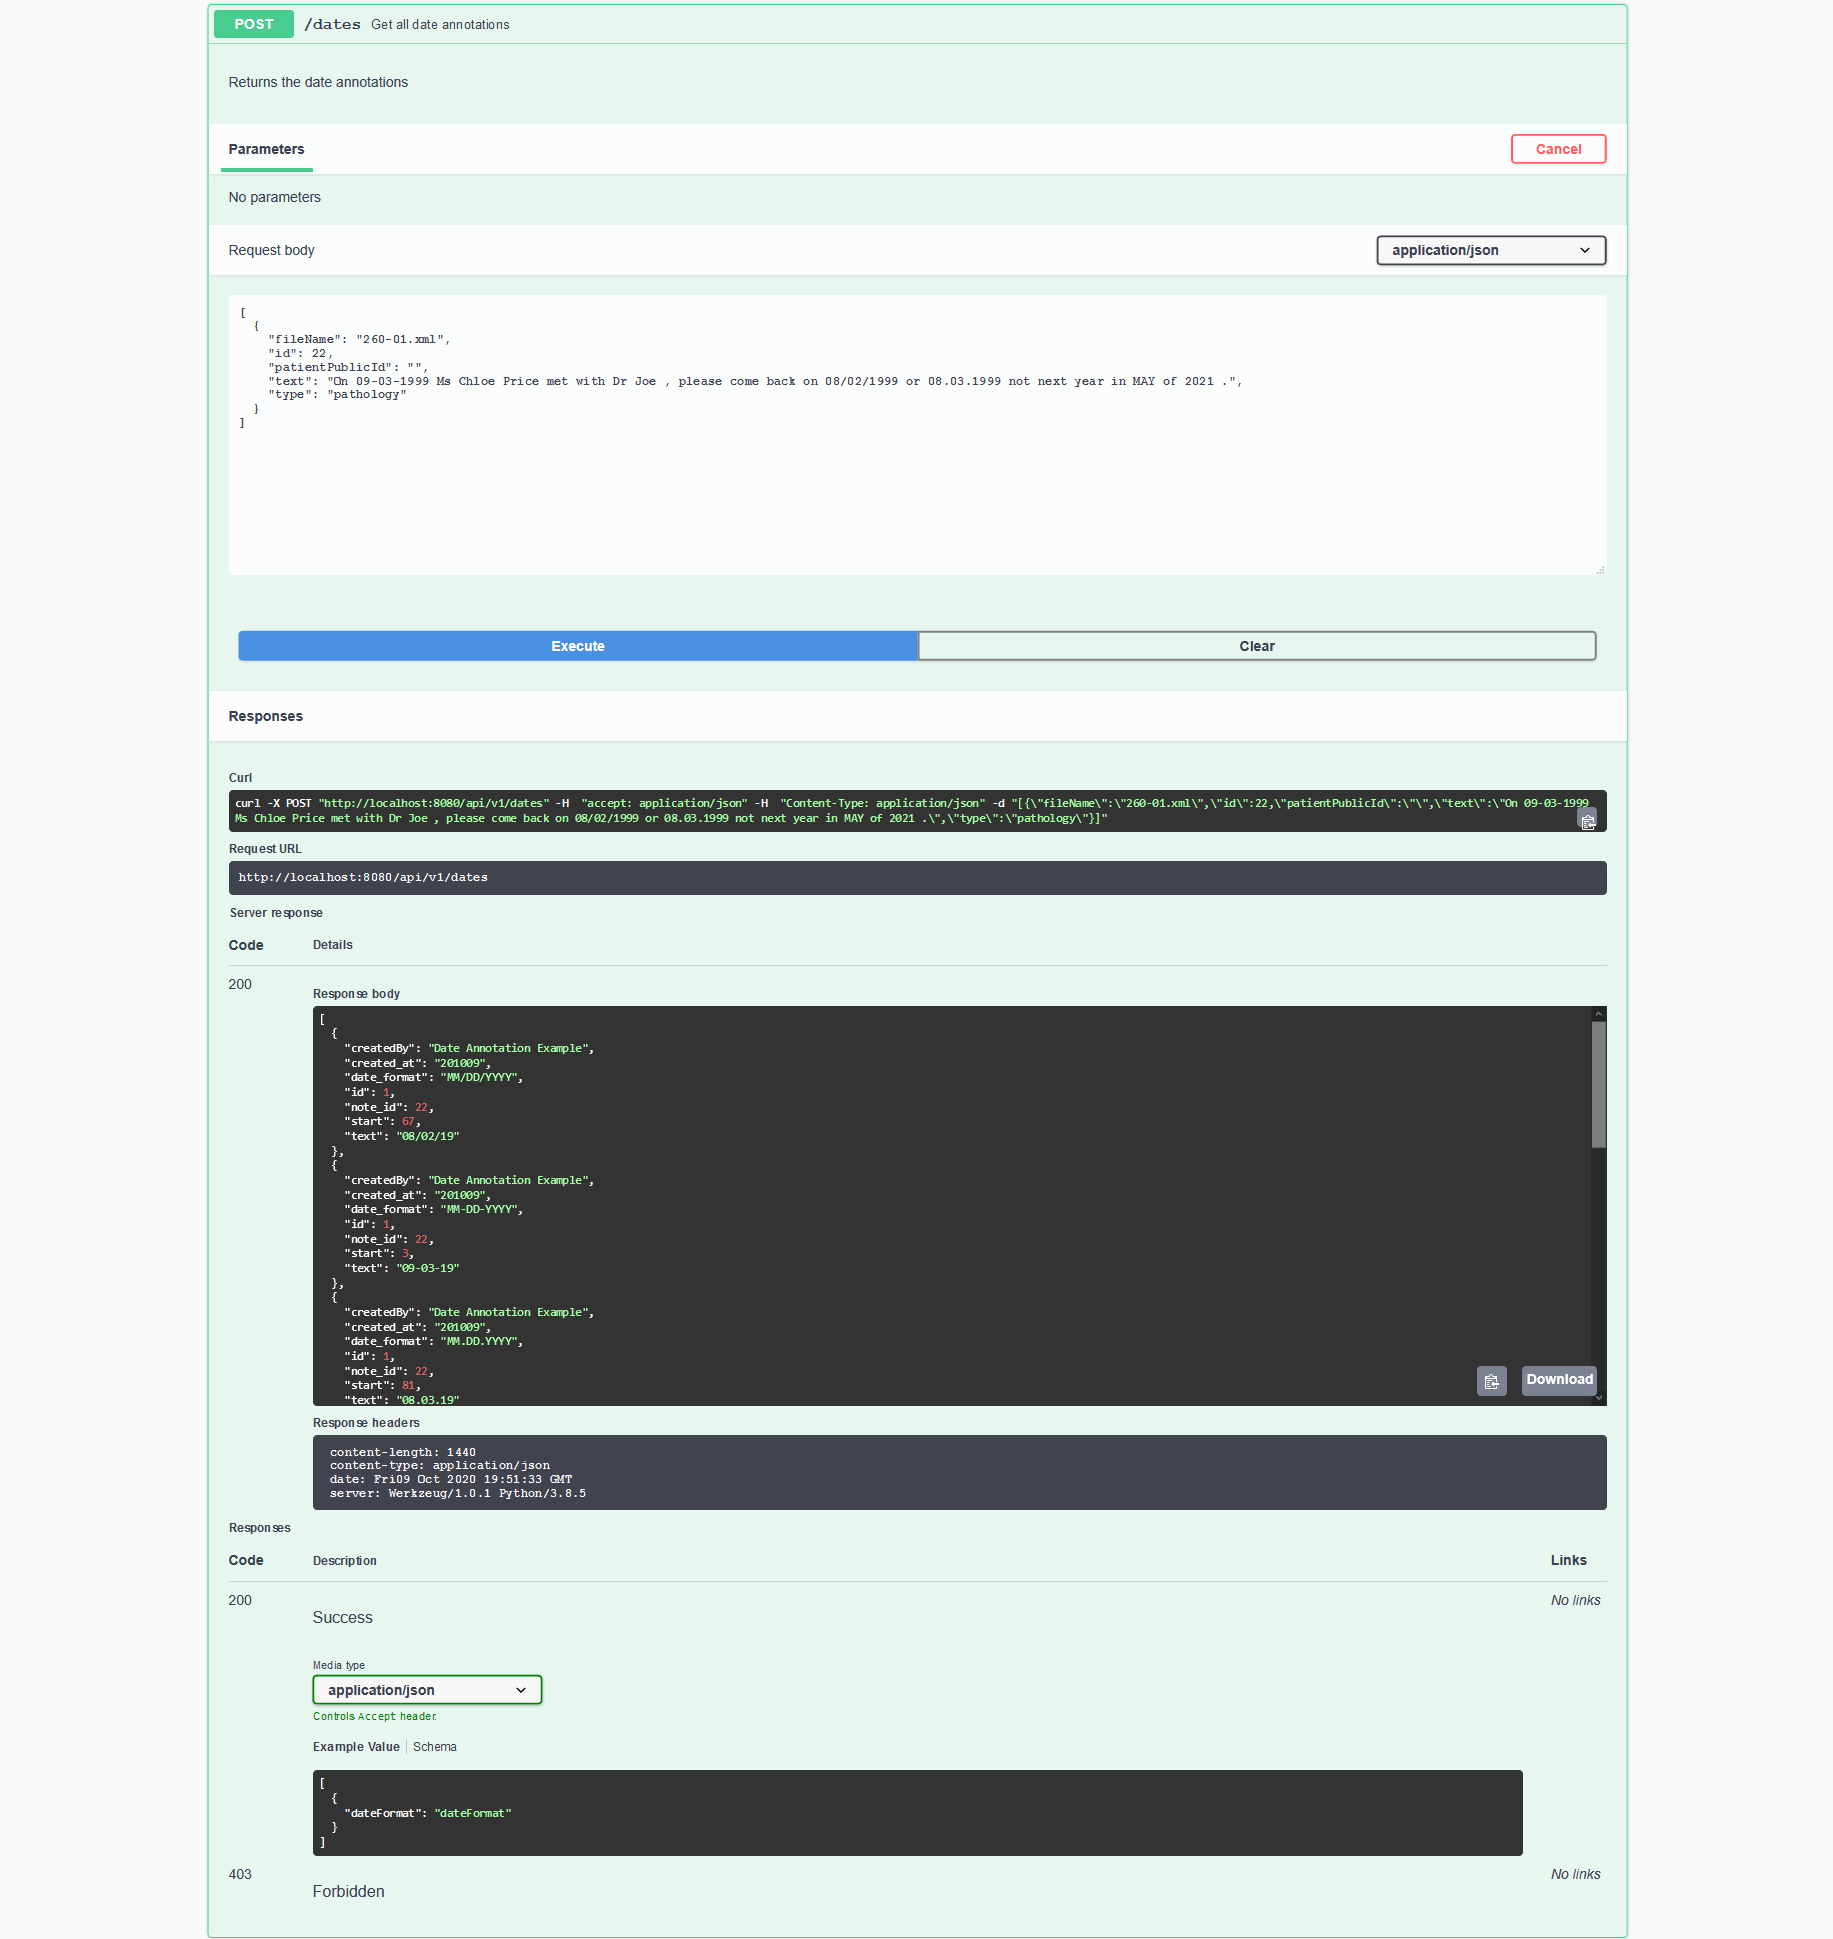 POST /dates Get all date annotations
Returns the date annotations
Parameters Cancel
No parameters
Request body application/json
[
{
"fileName": "260-01.xml",
"id": 22,
"patientPublicId": "",
"text": "On 09-03-1999 Ms Chloe Price met with Dr Joe , please come back on 08/02/1999 or 08.03.1999 not next year in MAY of 2021 .",
"type": "pathology"
}
]
Execute Clear
Responses
Curl
curl -X POST "http://localhost:8080/api/v1/dates" -H  "accept: application/json" -H  "Content-Type: application/json" -d "[{\"fileName\":\"260-01.xml\",\"id\":22,\"patientPublicId\":\"\",\"text\":\"On 09-03-1999
Ms Chloe Price met with Dr Joe , please come back on 08/02/1999 or 08.03.1999 not next year in MAY of 2021 .\",\"type\":\"pathology\"}]"
Request URL
http://localhost:8080/api/v1/dates
Server response
Code Details
200
Response body
[
{
"createdBy": "Date Annotation Example",
"created_at": "201009",
"date_format": "MM/DD/YYYY",
"id": 1,
"note_id": 22,
"start": 67,
"text": "08/02/19"
},
{
"createdBy": "Date Annotation Example",
"created_at": "201009",
"date_format": "MM-DD-YYYY",
"id": 1,
"note_id": 22,
"start": 3,
"text": "09-03-19"
},
{
"createdBy": "Date Annotation Example",
"created_at": "201009",
"date_format": "MM.DD.YYYY",
"id": 1,
"note_id": 22,
"start": 81,
"text": "08.03.19"
Download
Response headers
content-length: 1440
content-type: application/json
date: Fri09 Oct 2020 19:51:33 GMT
server: Werkzeug/1.0.1 Python/3.8.5
Responses
Code Description Links
200 No links
Success
Media type
application/json
Controls Accept header.
Example Value Schema
[
{
"dateFormat": "dateFormat"
}
]
403 No links
Forbidden